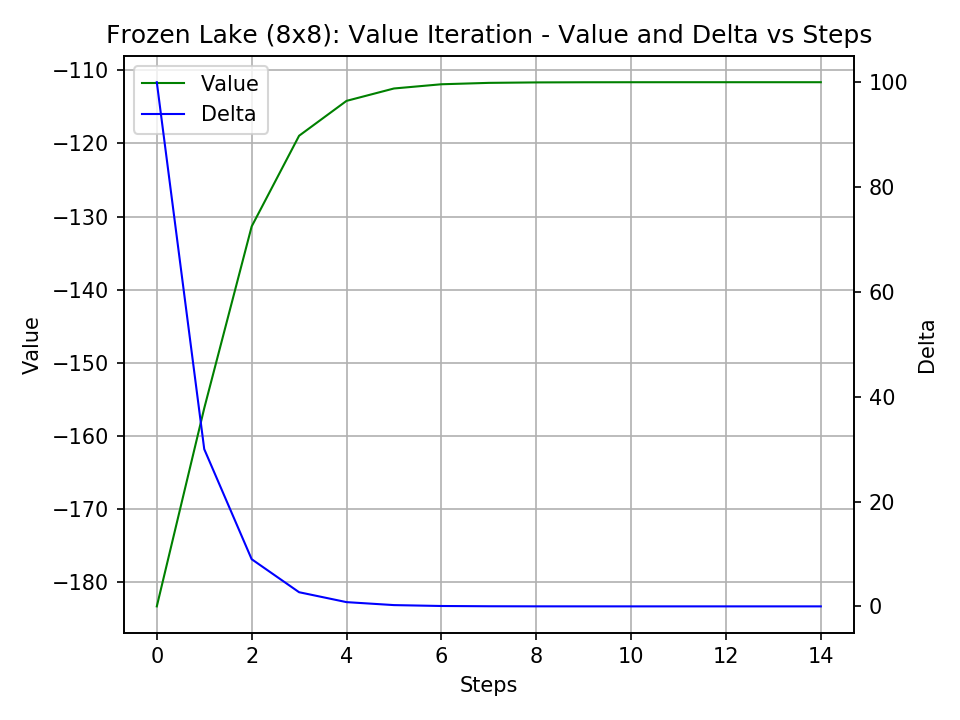 Frozen Lake (8x8): Value Iteration - Value and Delta vs Steps
Value
Delta
−110
−120
−130
−140
−150
−160
−170
−180
Value
100
80
60
40
20
0
Delta
0 2 4 6 8 10 12 14
Steps